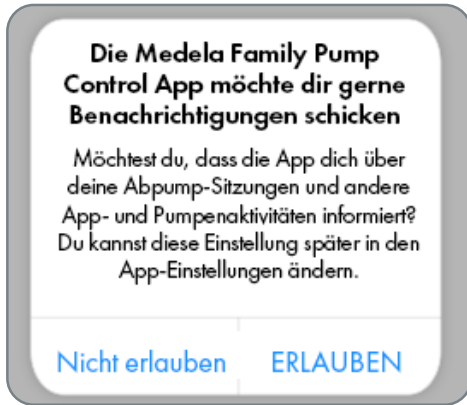 Die Medela Family Pump
Control App möchte dir gerne
Benachrichtigungen schicken
Möchtest du, dass die App dich über
deine Abpump-Sitzungen und andere
App- und Pumpenaktivitäten informiert?
Du kannst diese Einstellung später in den
App-Einstellungen ändern.
Nicht erlauben ERLAUBEN